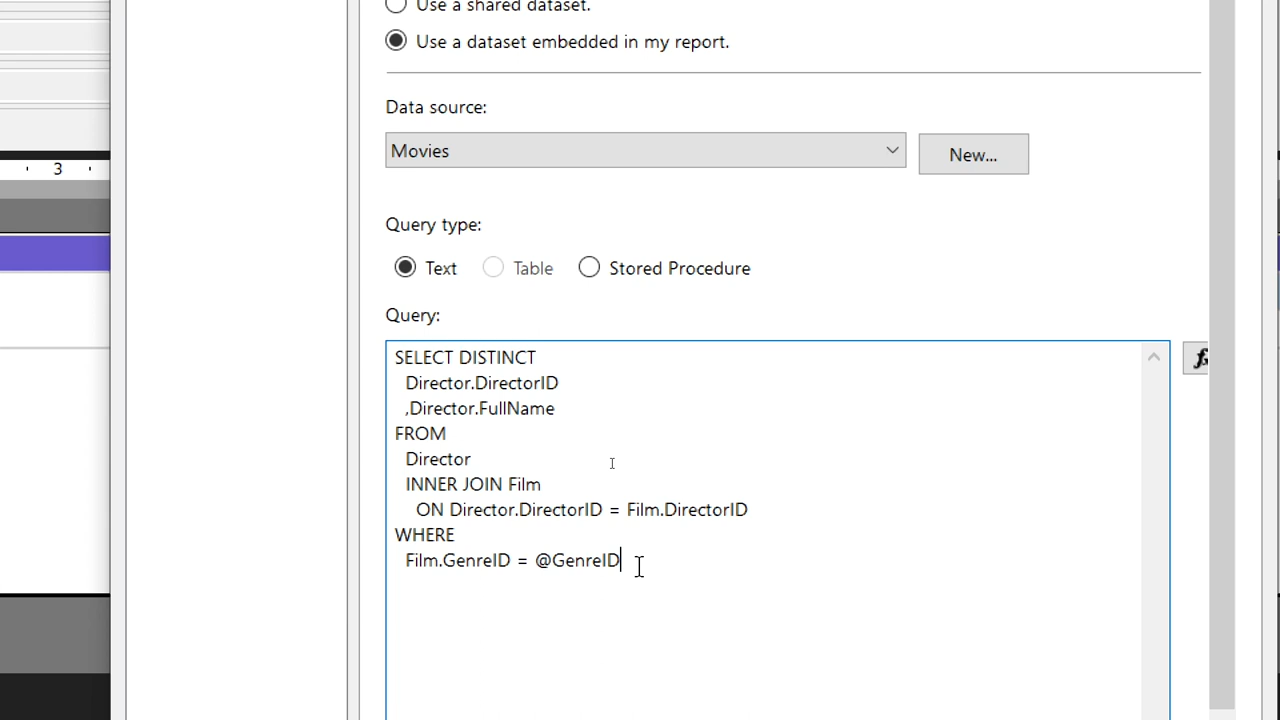 Use a shared dataset.
Use a dataset embedded in my report.
Data source:
Movies
New...
3
Query type:
Text
Table
Stored Procedure
Query:
SELECT DISTINCT
Director.DirectorID
,Director.FullName
FROM
Director
INNER JOIN Film
ON Director.DirectorID = Film.DirectorID
WHERE
Film.GenreID = @GenreID